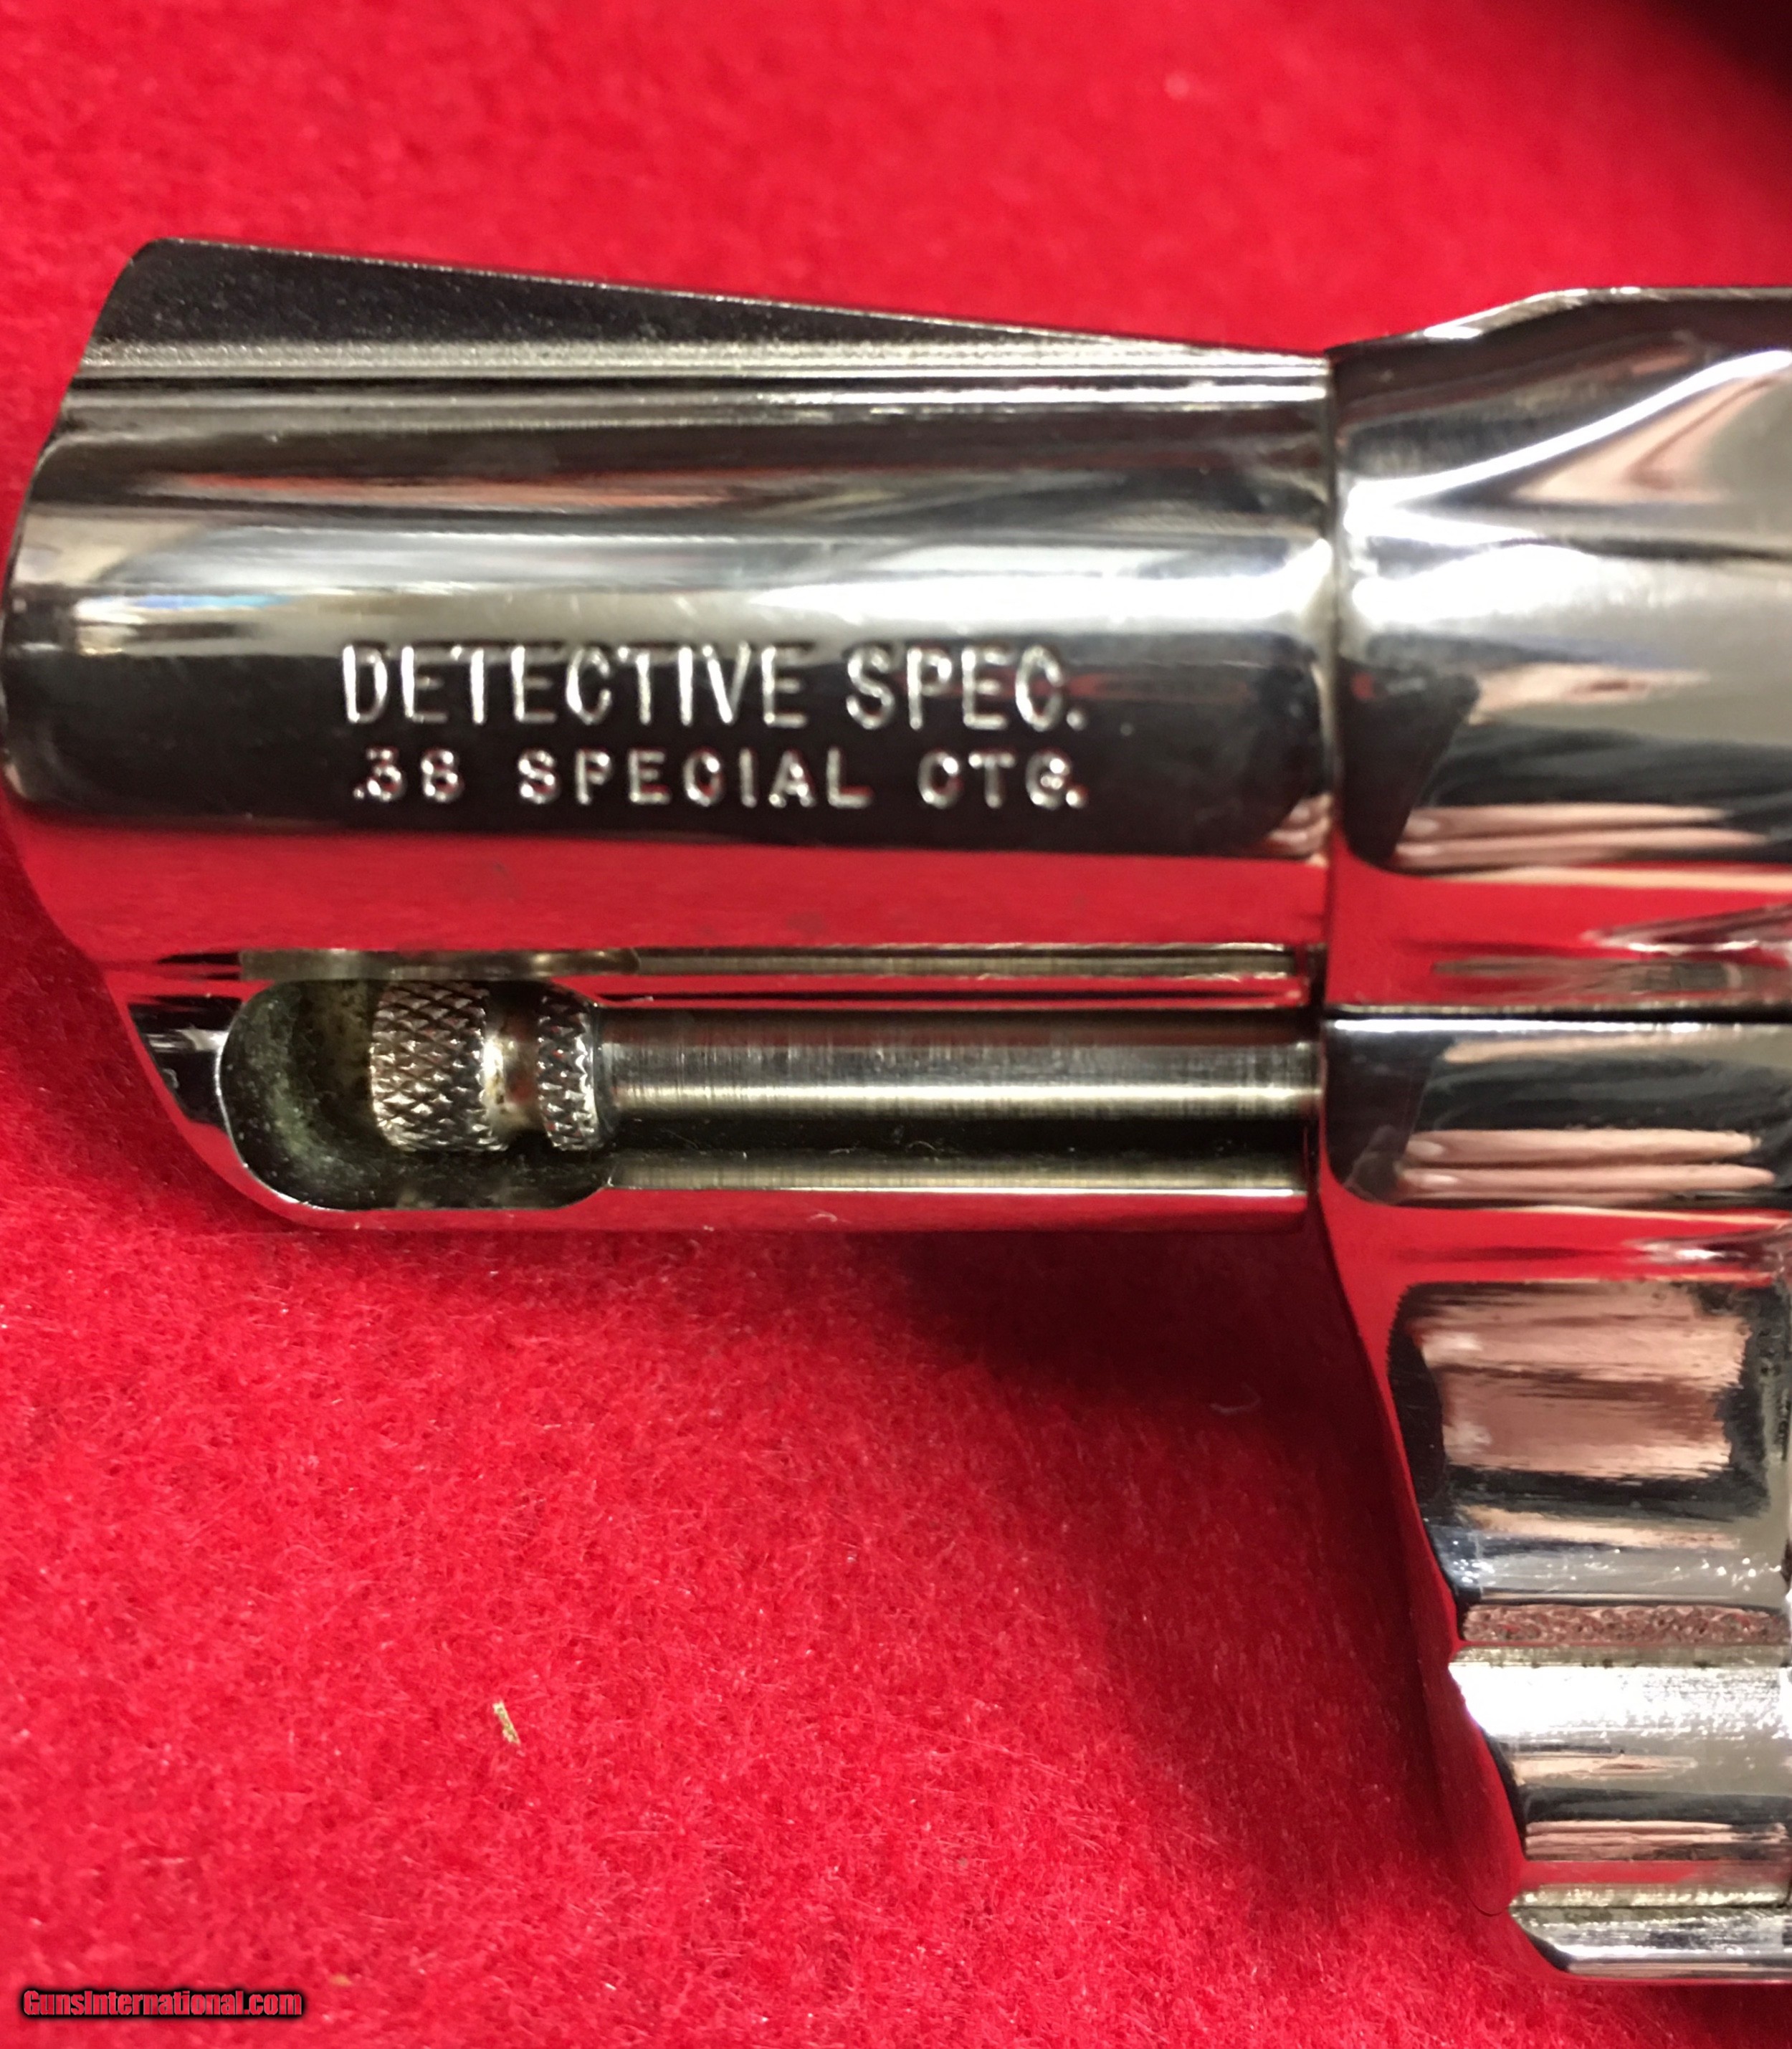 DETECTIVE SPEC.
.38 SPECIAL CTG.
GunsInternational.com